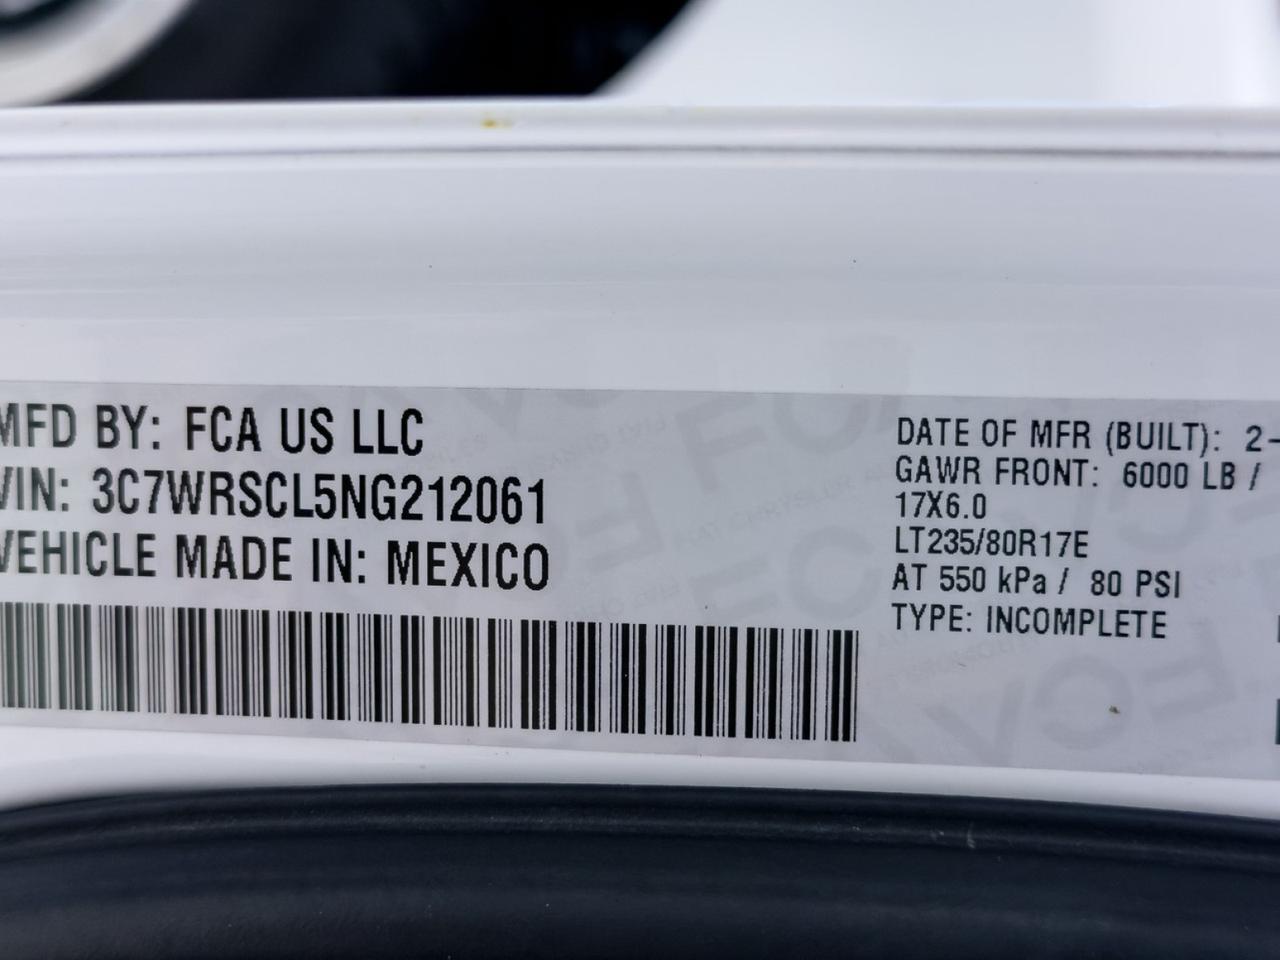 MFD BY: FCA US LLC
VIN: 3C7WRSCL5NG212061
VEHICLE MADE IN: MEXICO
DATE OF MFR (BUILT): 2-
GAWR FRONT: 6000 LB /
17X6.0
LT235/80R17E
AT 550 kPa / 80 PSI
TYPE: INCOMPLETE